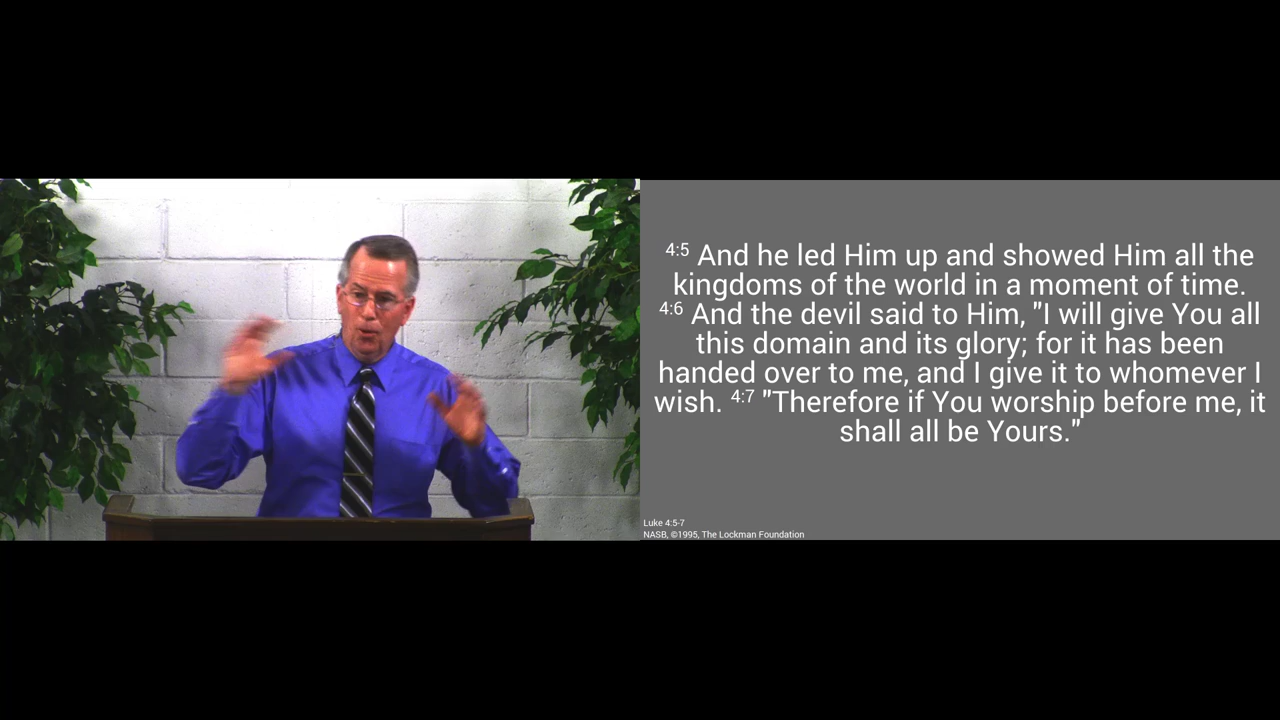 4:5 And he led Him up and showed Him all the
kingdoms of the world in a moment of time.
4:6 And the devil said to Him, "I will give You all
this domain and its glory; for it has been
handed over to me, and I give it to whomever I
wish. 4:7 "Therefore if You worship before me, it
shall all be Yours."
Luke 4:5-7
NASB, ©1995, The Lockman Foundation